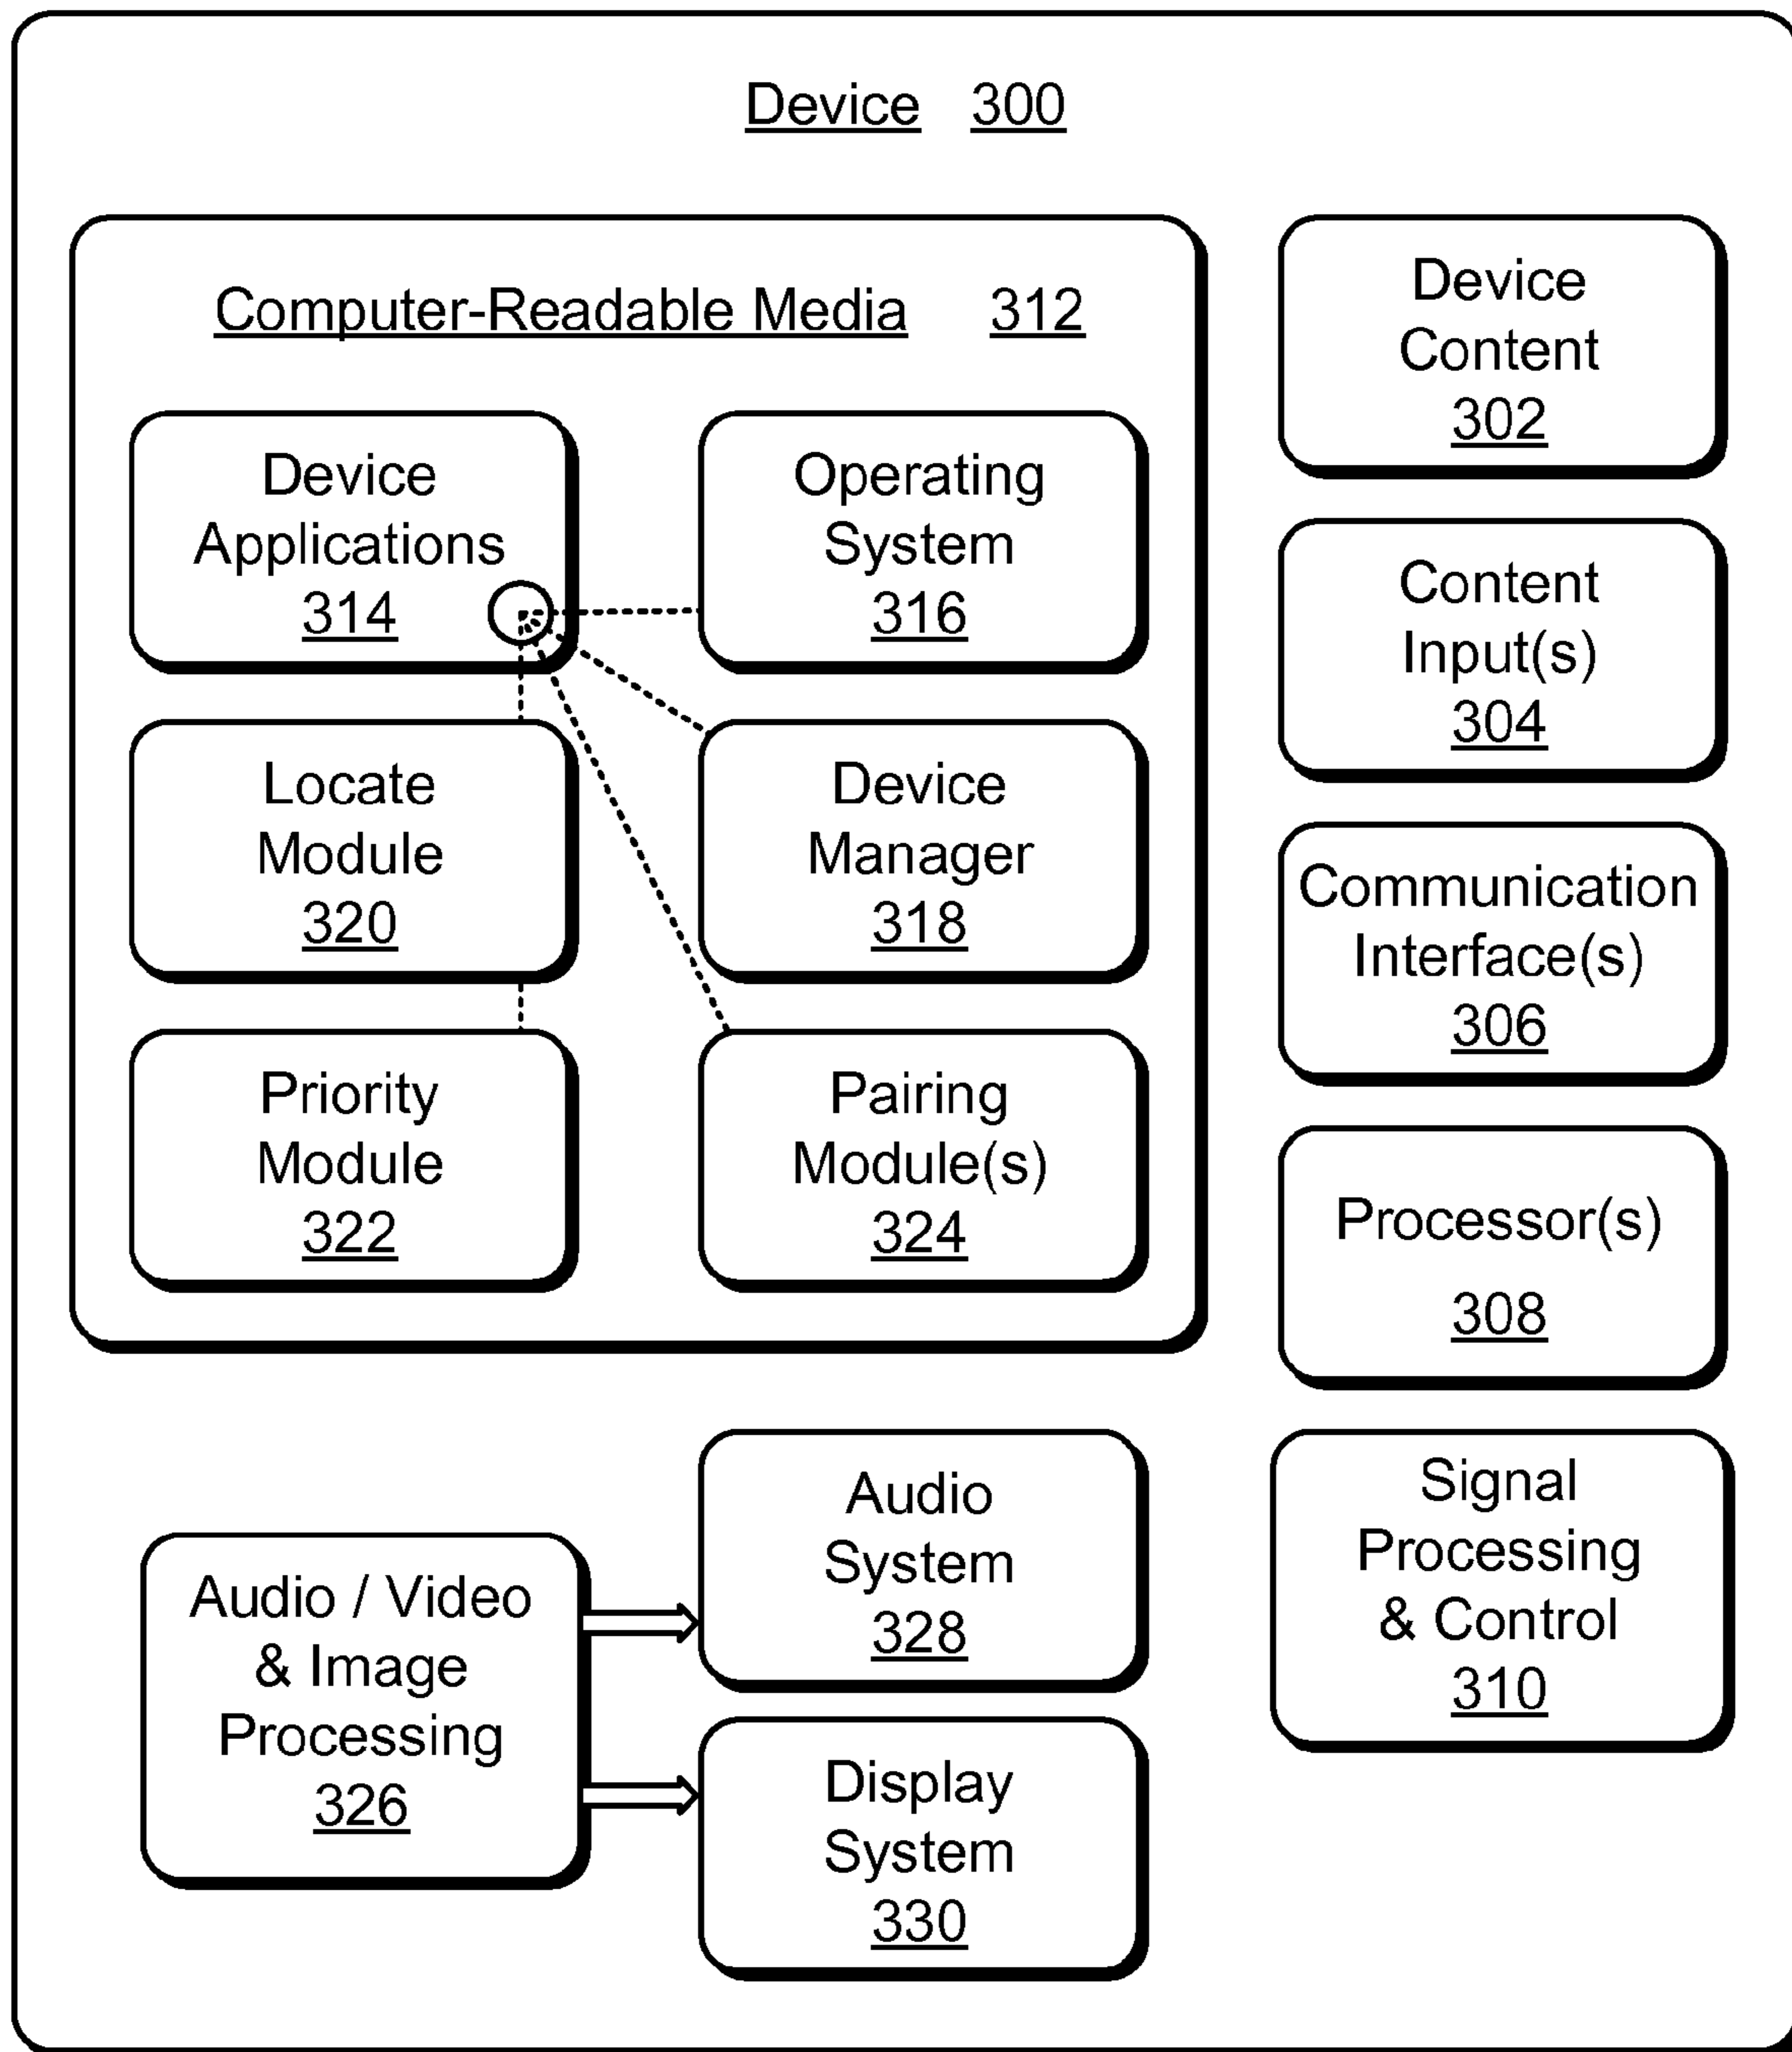 Device 300
Computer-Readable Media 312
Device
Applications
314
Operating
System
316
Locate
Module
320
Device
Manager
318
Priority
Module
322
Pairing
Module(s)
324
Device
Content
302
Content
Input(s)
304
Communication
Interface(s)
306
Processor(s)
308
Signal
Processing
& Control
310
Audio / Video
& Image
Processing
326
Audio
System
328
Display
System
330